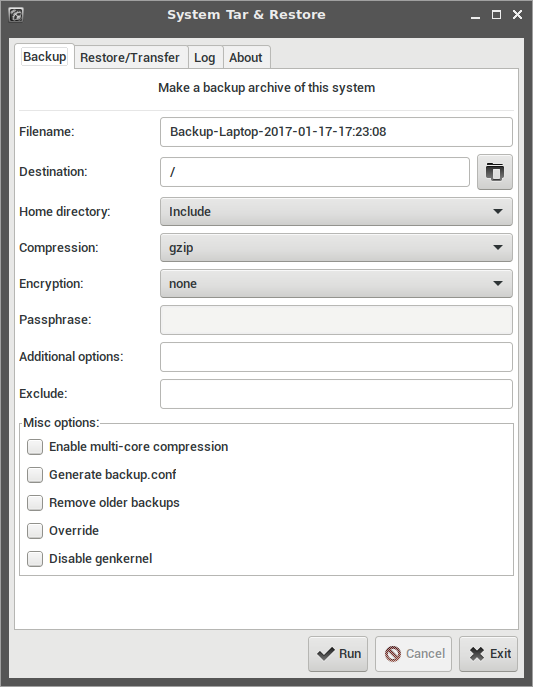 System Tar & Restore
Backup Restore/Transfer Log About
Make a backup archive of this system
Filename: Backup-Laptop-2017-01-17-17:23:08
Destination: /
Home directory: Include
Compression: gzip
Encryption: none
Passphrase:
Additional options:
Exclude:
Misc options:
Enable multi-core compression
Generate backup.conf
Remove older backups
Override
Disable genkernel
Run Cancel Exit